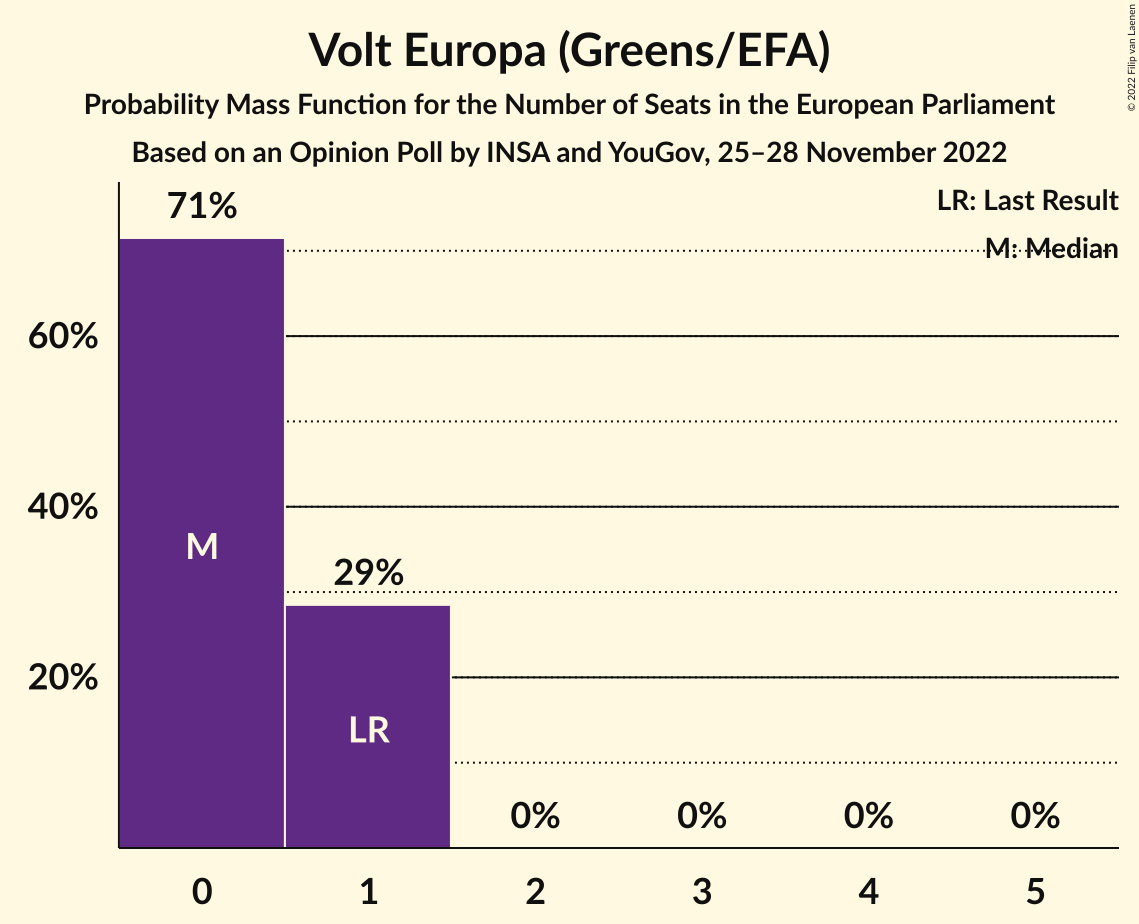 Volt Europa (Greens/EFA)
Probability Mass Function for the Number of Seats in the European Parliament
Based on an Opinion Poll by INSA and YouGov, 25–28 November 2022
© 2022 Filip van Laenen
LR: Last Result
M: Median
71%
60%
40%
20%
M
29%
LR
0% 0% 0% 0%
0 1 2 3 4 5